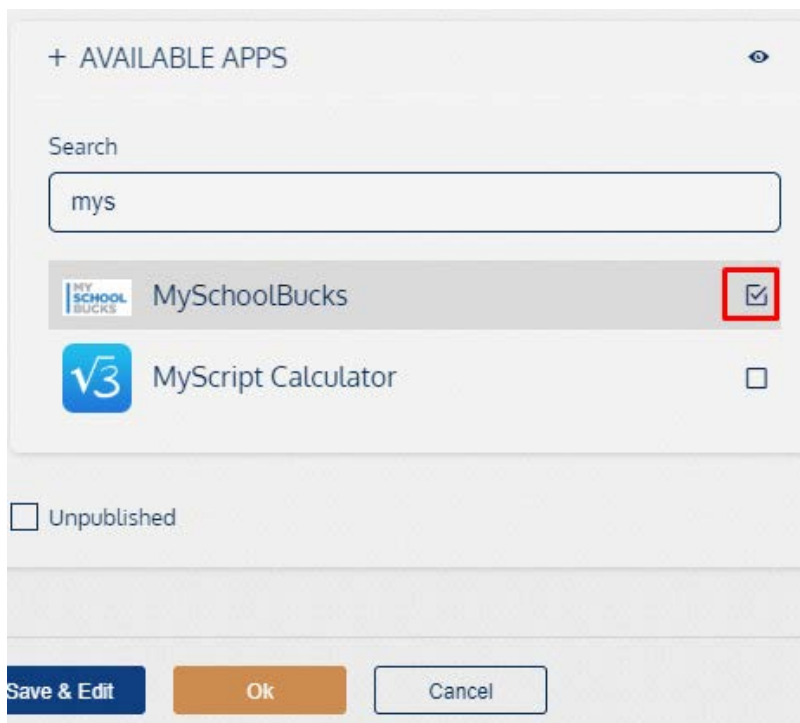 + AVAILABLE APPS
Search
mys
MY
SCHOOL
BUCKS
MySchoolBucks
√3
MyScript Calculator
Unpublished
Save & Edit
Ok
Cancel